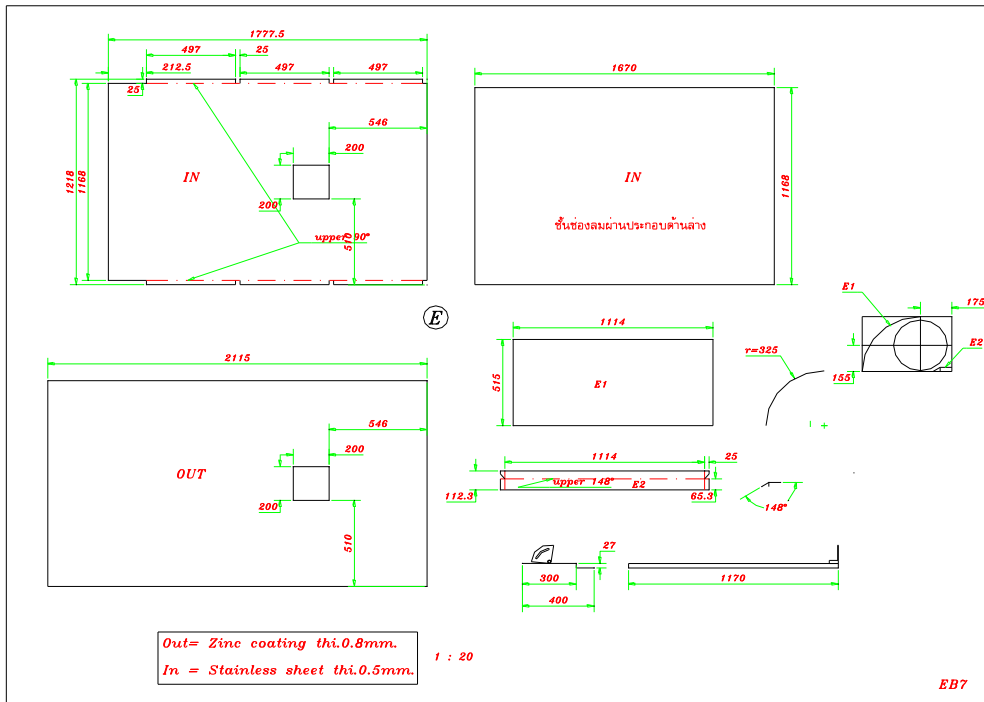 1777.5
497
25
212.5
497
497
25
546
200
1218
1168
IN
200
upper 90°
510
1670
IN
1168
ชั้นช่องลมผ่านประกอบด้านล่าง
E
E1
175
E2
155
2115
546
200
OUT
200
510
1114
515
E1
r=325
1114
25
upper 148°
E2
112.3
65.3
148°
27
300
400
1170
Out= Zinc coating thi.0.8mm.
In = Stainless sheet thi.0.5mm.
1 : 20
EB7